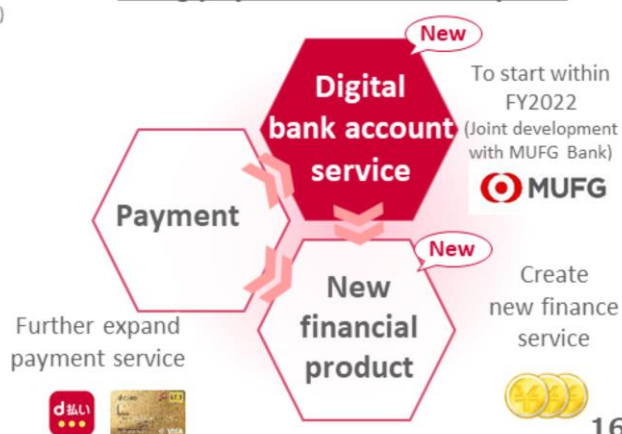 New
Digital
bank account
service
To start within
FY2022
(Joint development
with MUFG Bank)
MUFG
Payment
New
New
financial
product
Create
new finance
service
Further expand
payment service
d払い
VISA
16